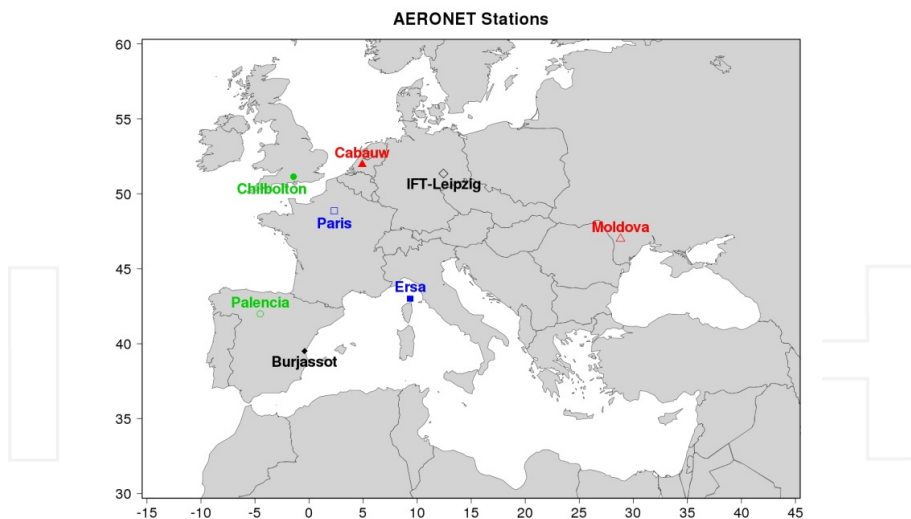 AERONET Stations
60
55
50
45
40
35
30
Cabauw
IFT-Leipzig
Chilbolton
Paris
Moldova
Ersa
Palencia
Burjassot
-15 -10 -5 0 5 10 15 20 25 30 35 40 45